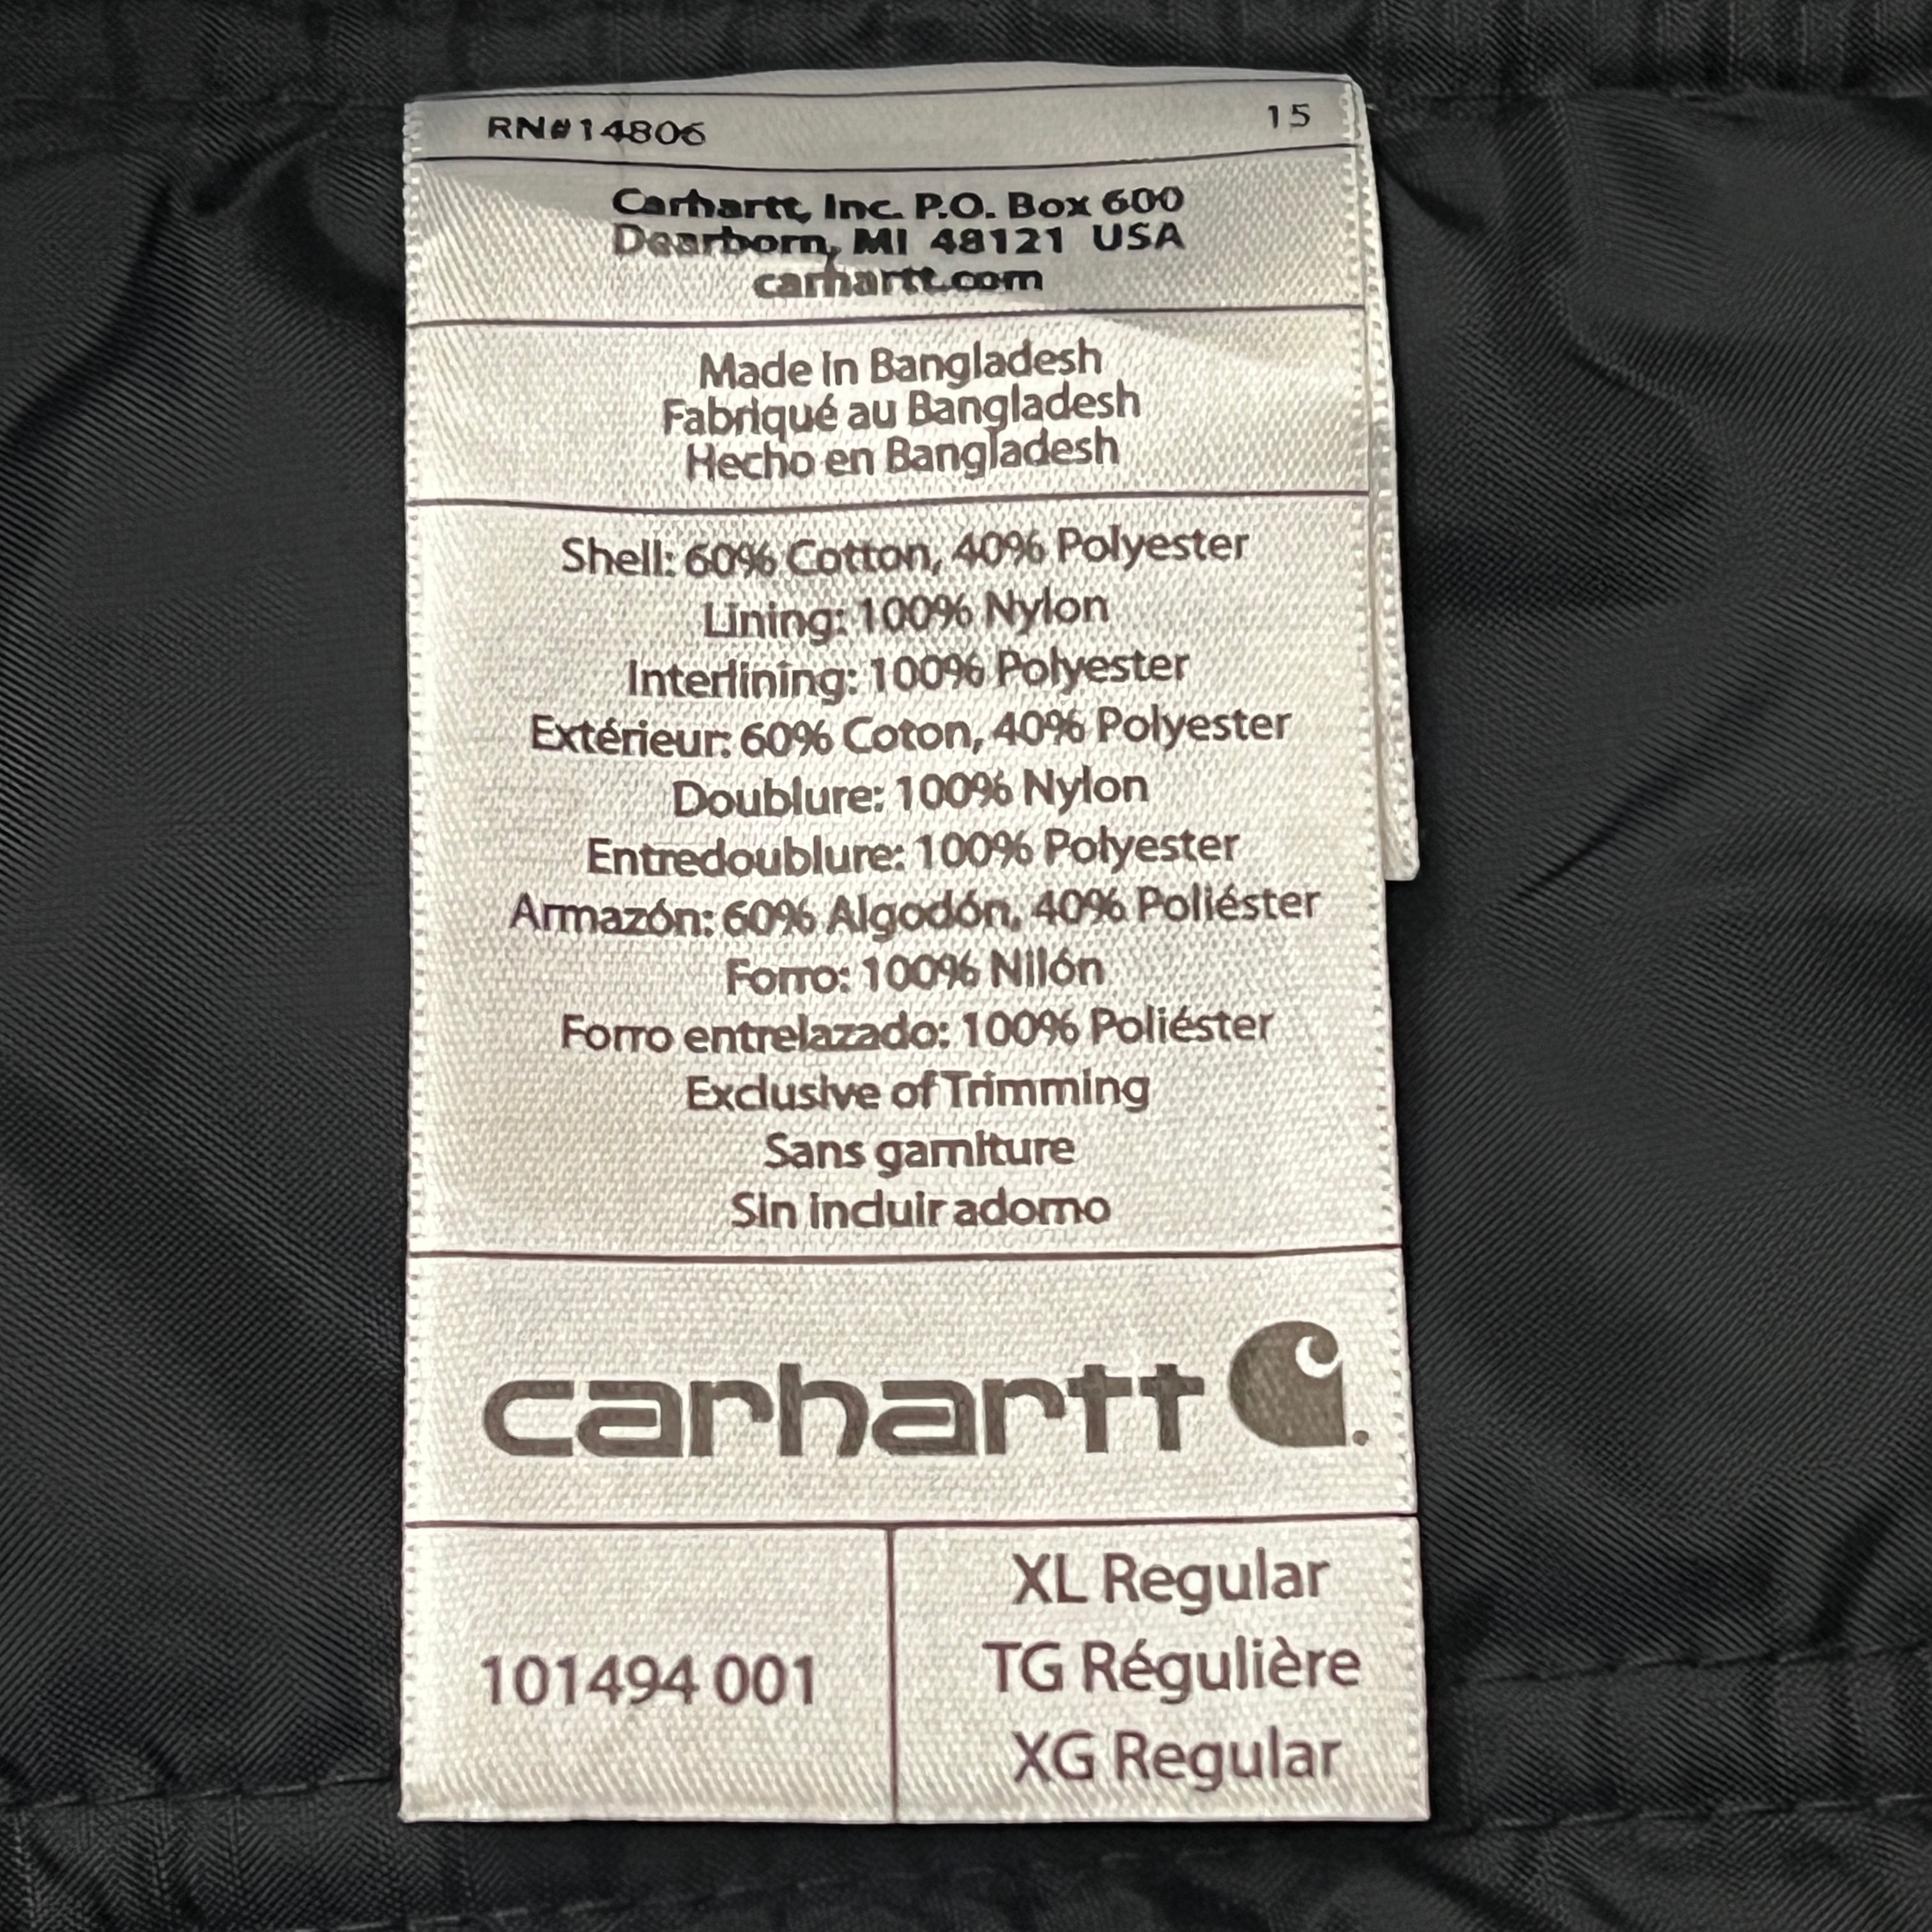 RN#14806 15
Carhartt, Inc. P.O. Box 600
Dearborn, MI 48121 USA
carhartt.com
Made in Bangladesh
Fabriqué au Bangladesh
Hecho en Bangladesh
Shell: 60% Cotton, 40% Polyester
Lining: 100% Nylon
Interlining: 100% Polyester
Extérieur: 60% Coton, 40% Polyester
Doublure: 100% Nylon
Entredoublure: 100% Polyester
Armazón: 60% Algodón, 40% Poliéster
Forro: 100% Nilón
Forro entrelazado: 100% Poliéster
Exclusive of Trimming
Sans garniture
Sin incluir adorno
carhartt
101494 001
XL Regular
TG Régulière
XG Regular